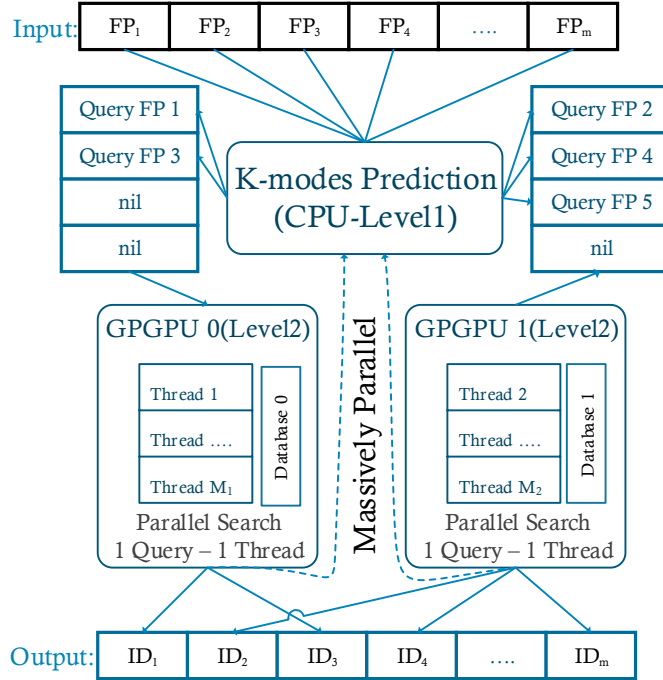 Input: FP₁ FP₂ FP₃ FP₄ .... FPₘ
Query FP 1
Query FP 3
nil
nil
K-modes Prediction
(CPU-Level1)
Query FP 2
Query FP 4
Query FP 5
nil
GPGPU 0(Level2)
Thread 1
Thread ....
Thread M₁
Database 0
Parallel Search
1 Query – 1 Thread
Massively Parallel
GPGPU 1(Level2)
Thread 2
Thread ....
Thread M₂
Database 1
Parallel Search
1 Query – 1 Thread
Output: ID₁ ID₂ ID₃ ID₄ .... IDₘ